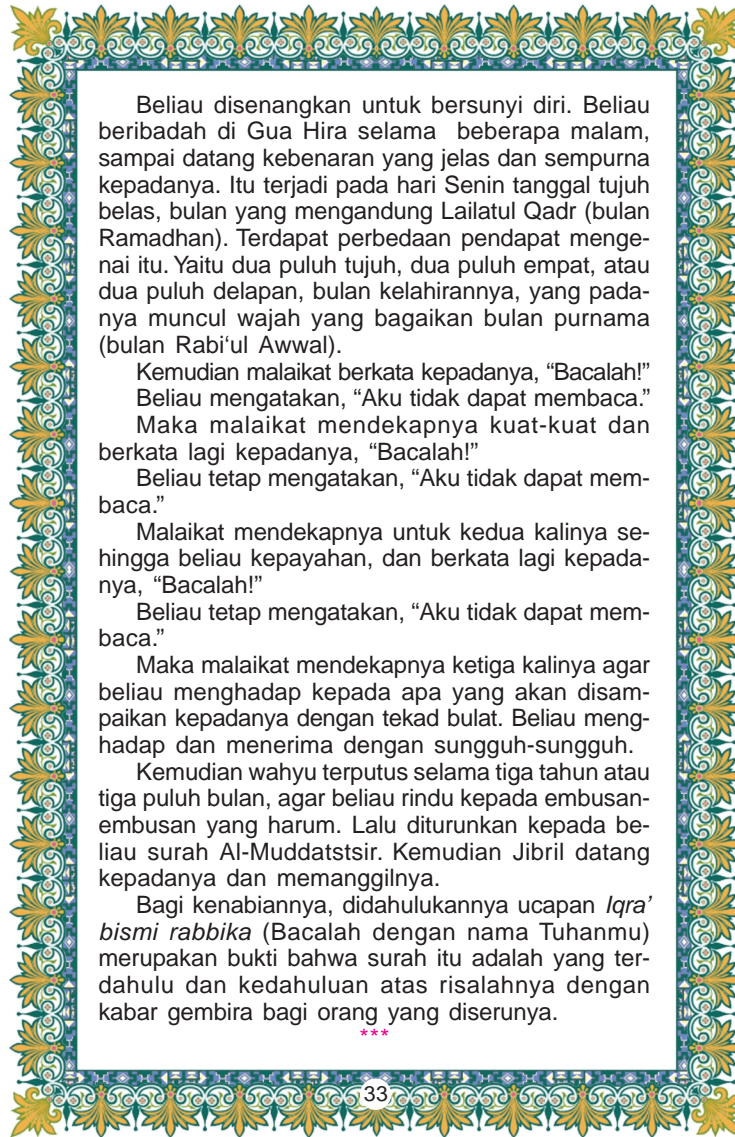 Beliau disenangkan untuk bersunyi diri. Beliau
beribadah di Gua Hira selama  beberapa malam,
sampai datang kebenaran yang jelas dan sempurna
kepadanya. Itu terjadi pada hari Senin tanggal tujuh
belas, bulan yang mengandung Lailatul Qadr (bulan
Ramadhan). Terdapat perbedaan pendapat menge-
nai itu. Yaitu dua puluh tujuh, dua puluh empat, atau
dua puluh delapan, bulan kelahirannya, yang pada-
nya muncul wajah yang bagaikan bulan purnama
(bulan Rabi‘ul Awwal).
Kemudian malaikat berkata kepadanya, “Bacalah!”
Beliau mengatakan, “Aku tidak dapat membaca.”
Maka malaikat mendekapnya kuat-kuat dan
berkata lagi kepadanya, “Bacalah!”
Beliau tetap mengatakan, “Aku tidak dapat mem-
baca.”
Malaikat mendekapnya untuk kedua kalinya se-
hingga beliau kepayahan, dan berkata lagi kepada-
nya, “Bacalah!”
Beliau tetap mengatakan, “Aku tidak dapat mem-
baca.”
Maka malaikat mendekapnya ketiga kalinya agar
beliau menghadap kepada apa yang akan disam-
paikan kepadanya dengan tekad bulat. Beliau meng-
hadap dan menerima dengan sungguh-sungguh.
Kemudian wahyu terputus selama tiga tahun atau
tiga puluh bulan, agar beliau rindu kepada embusan-
embusan yang harum. Lalu diturunkan kepada be-
liau surah Al-Muddatstsir. Kemudian Jibril datang
kepadanya dan memanggilnya.
Bagi kenabiannya, didahulukannya ucapan Iqra’
bismi rabbika (Bacalah dengan nama Tuhanmu)
merupakan bukti bahwa surah itu adalah yang ter-
dahulu dan kedahuluan atas risalahnya dengan
kabar gembira bagi orang yang diserunya.
***
33